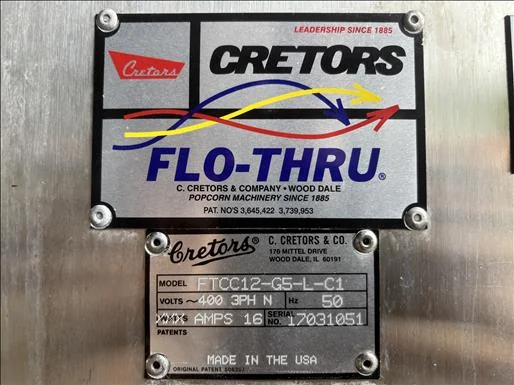 LEADERSHIP SINCE 1885
Cretors
CRETORS
FLO-THRU®
C. CRETORS & COMPANY • WOOD DALE
POPCORN MACHINERY SINCE 1885
PAT. NO'S 3,645,422 3,739,953
Cretors®
C. CRETORS & CO.
176 MITTEL DRIVE
WOOD DALE, IL 60191
MODEL FTCC12-G5-L-C1
VOLTS ~400 3PH N Hz 50
AMPS 16 SERIAL NO. 17031051
PATENTS
MADE IN THE USA
ORIGINAL PATENT